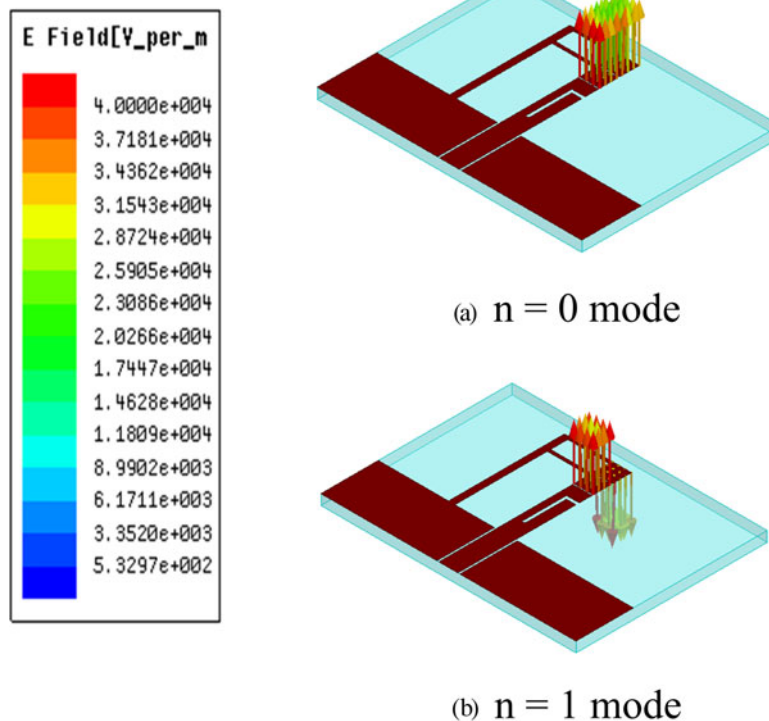 E Field[V_per_m
4.0000e+004
3.7181e+004
3.4362e+004
3.1543e+004
2.8724e+004
2.5905e+004
2.3086e+004
2.0266e+004
1.7447e+004
1.4628e+004
1.1809e+004
8.9902e+003
6.1711e+003
3.3520e+003
5.3297e+002
(a) n = 0 mode
(b) n = 1 mode